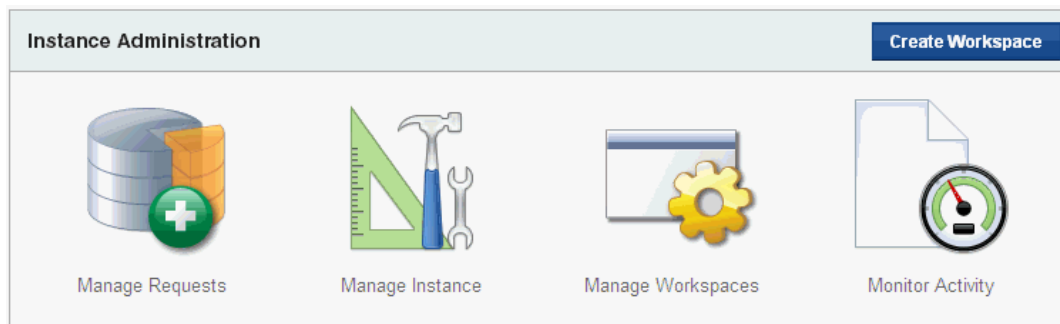 Instance Administration
Create Workspace
Manage Requests
Manage Instance
Manage Workspaces
Monitor Activity